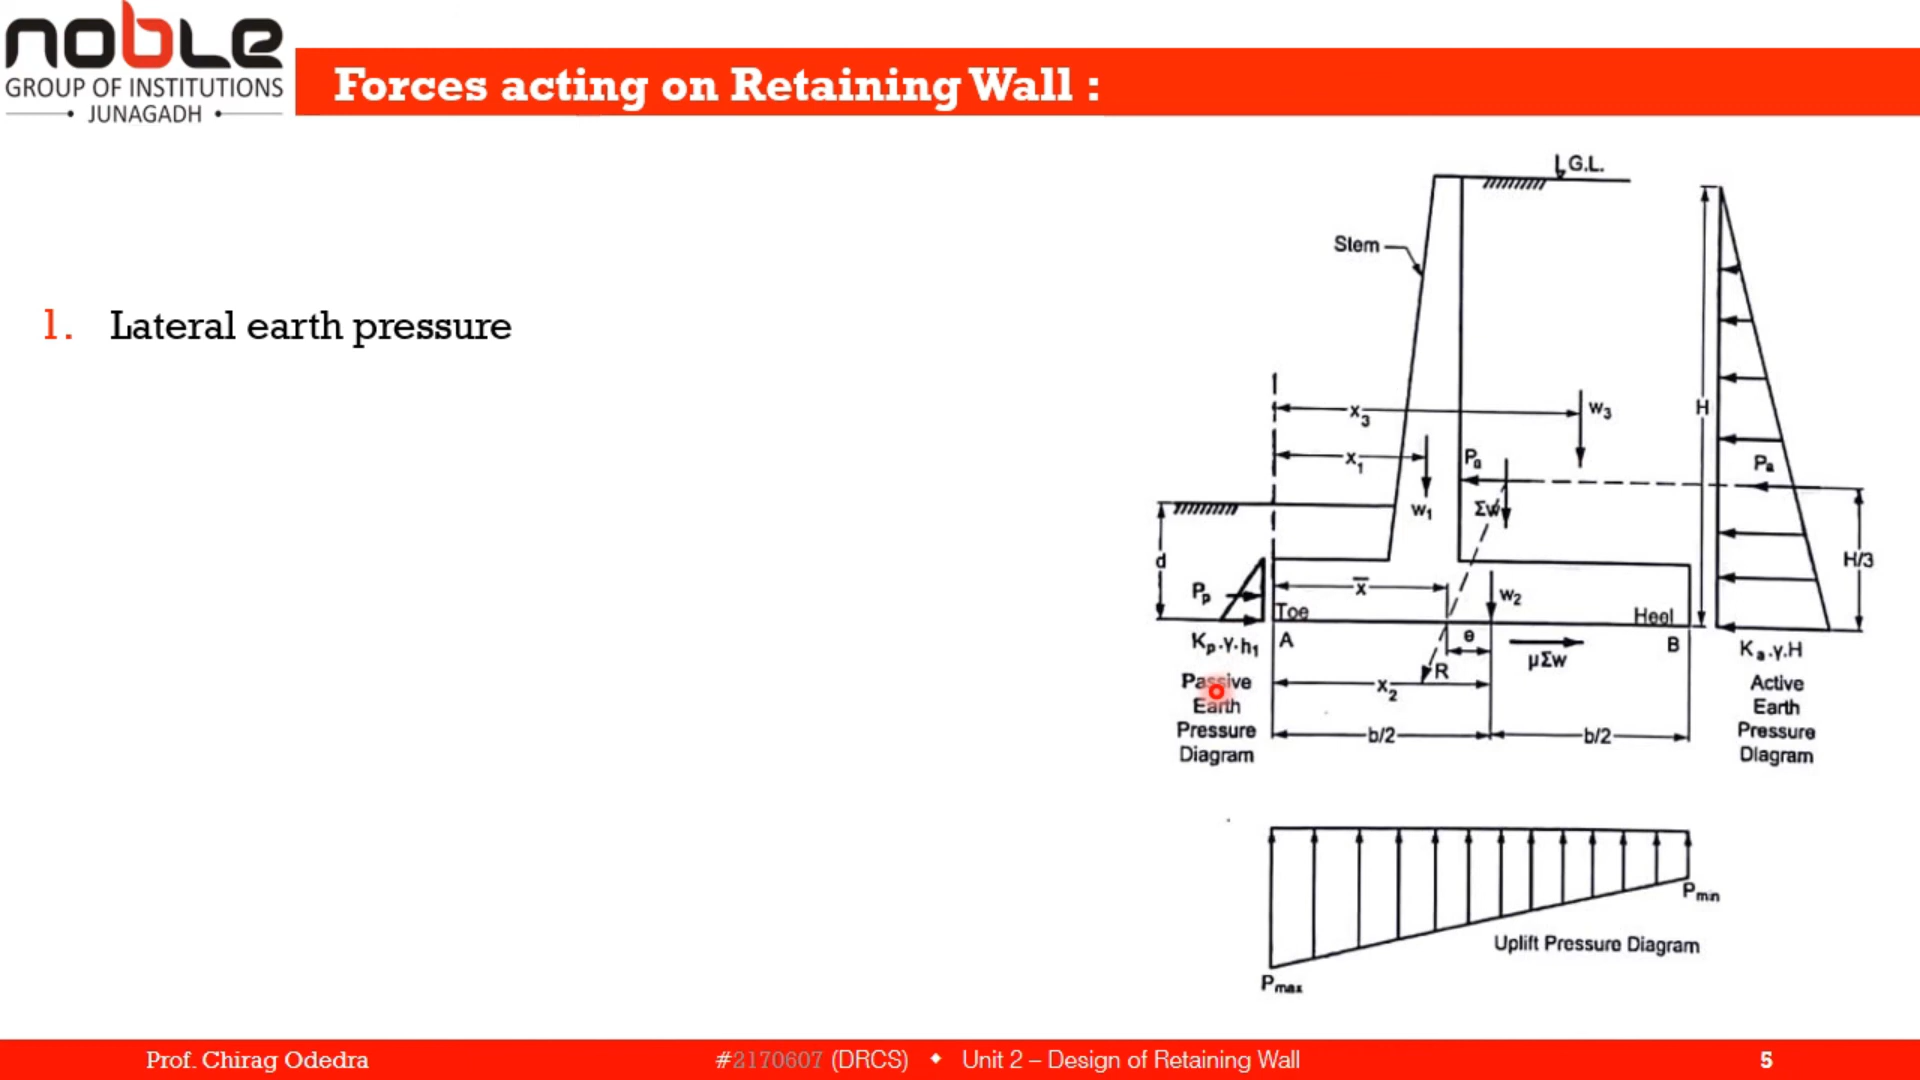 noble
GROUP OF INSTITUTIONS
• JUNAGADH •
Forces acting on Retaining Wall :
1. Lateral earth pressure
G.L.
Stem
H
x3
w3
x1
Pa
Pa
w1
Σw
d
H/3
Pp
x̅
w2
Toe
Heel
Kp.γ.h1
A
e
B
Ka.γ.H
μΣw
R
x2
Passive
Earth
Pressure
Diagram
Active
Earth
Pressure
Diagram
b/2
b/2
Pmin
Uplift Pressure Diagram
Pmax
Prof. Chirag Odedra
#2170607 (DRCS) ◆ Unit 2 – Design of Retaining Wall
5